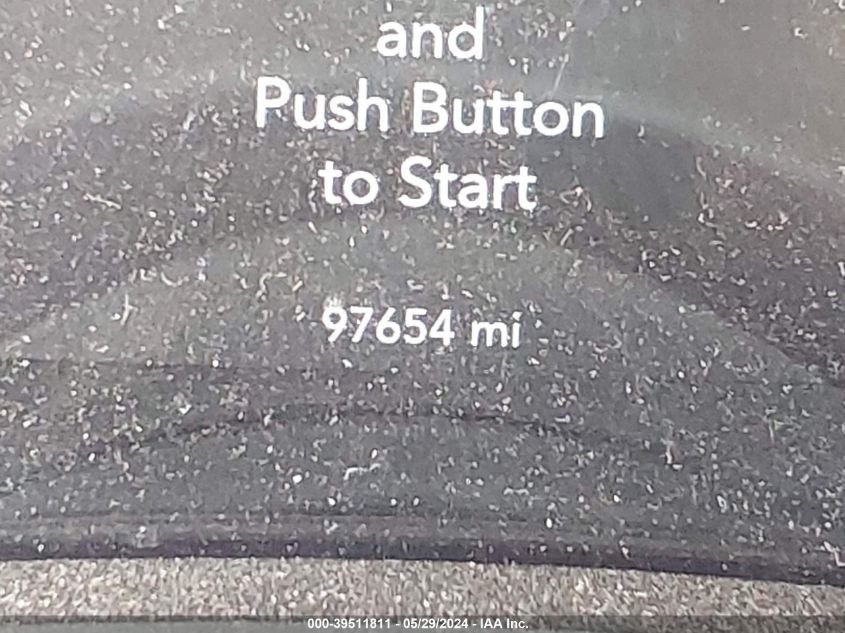 and
Push Button
to Start
97654 mi
000-39511811 - 05/29/2024 - IAA Inc.